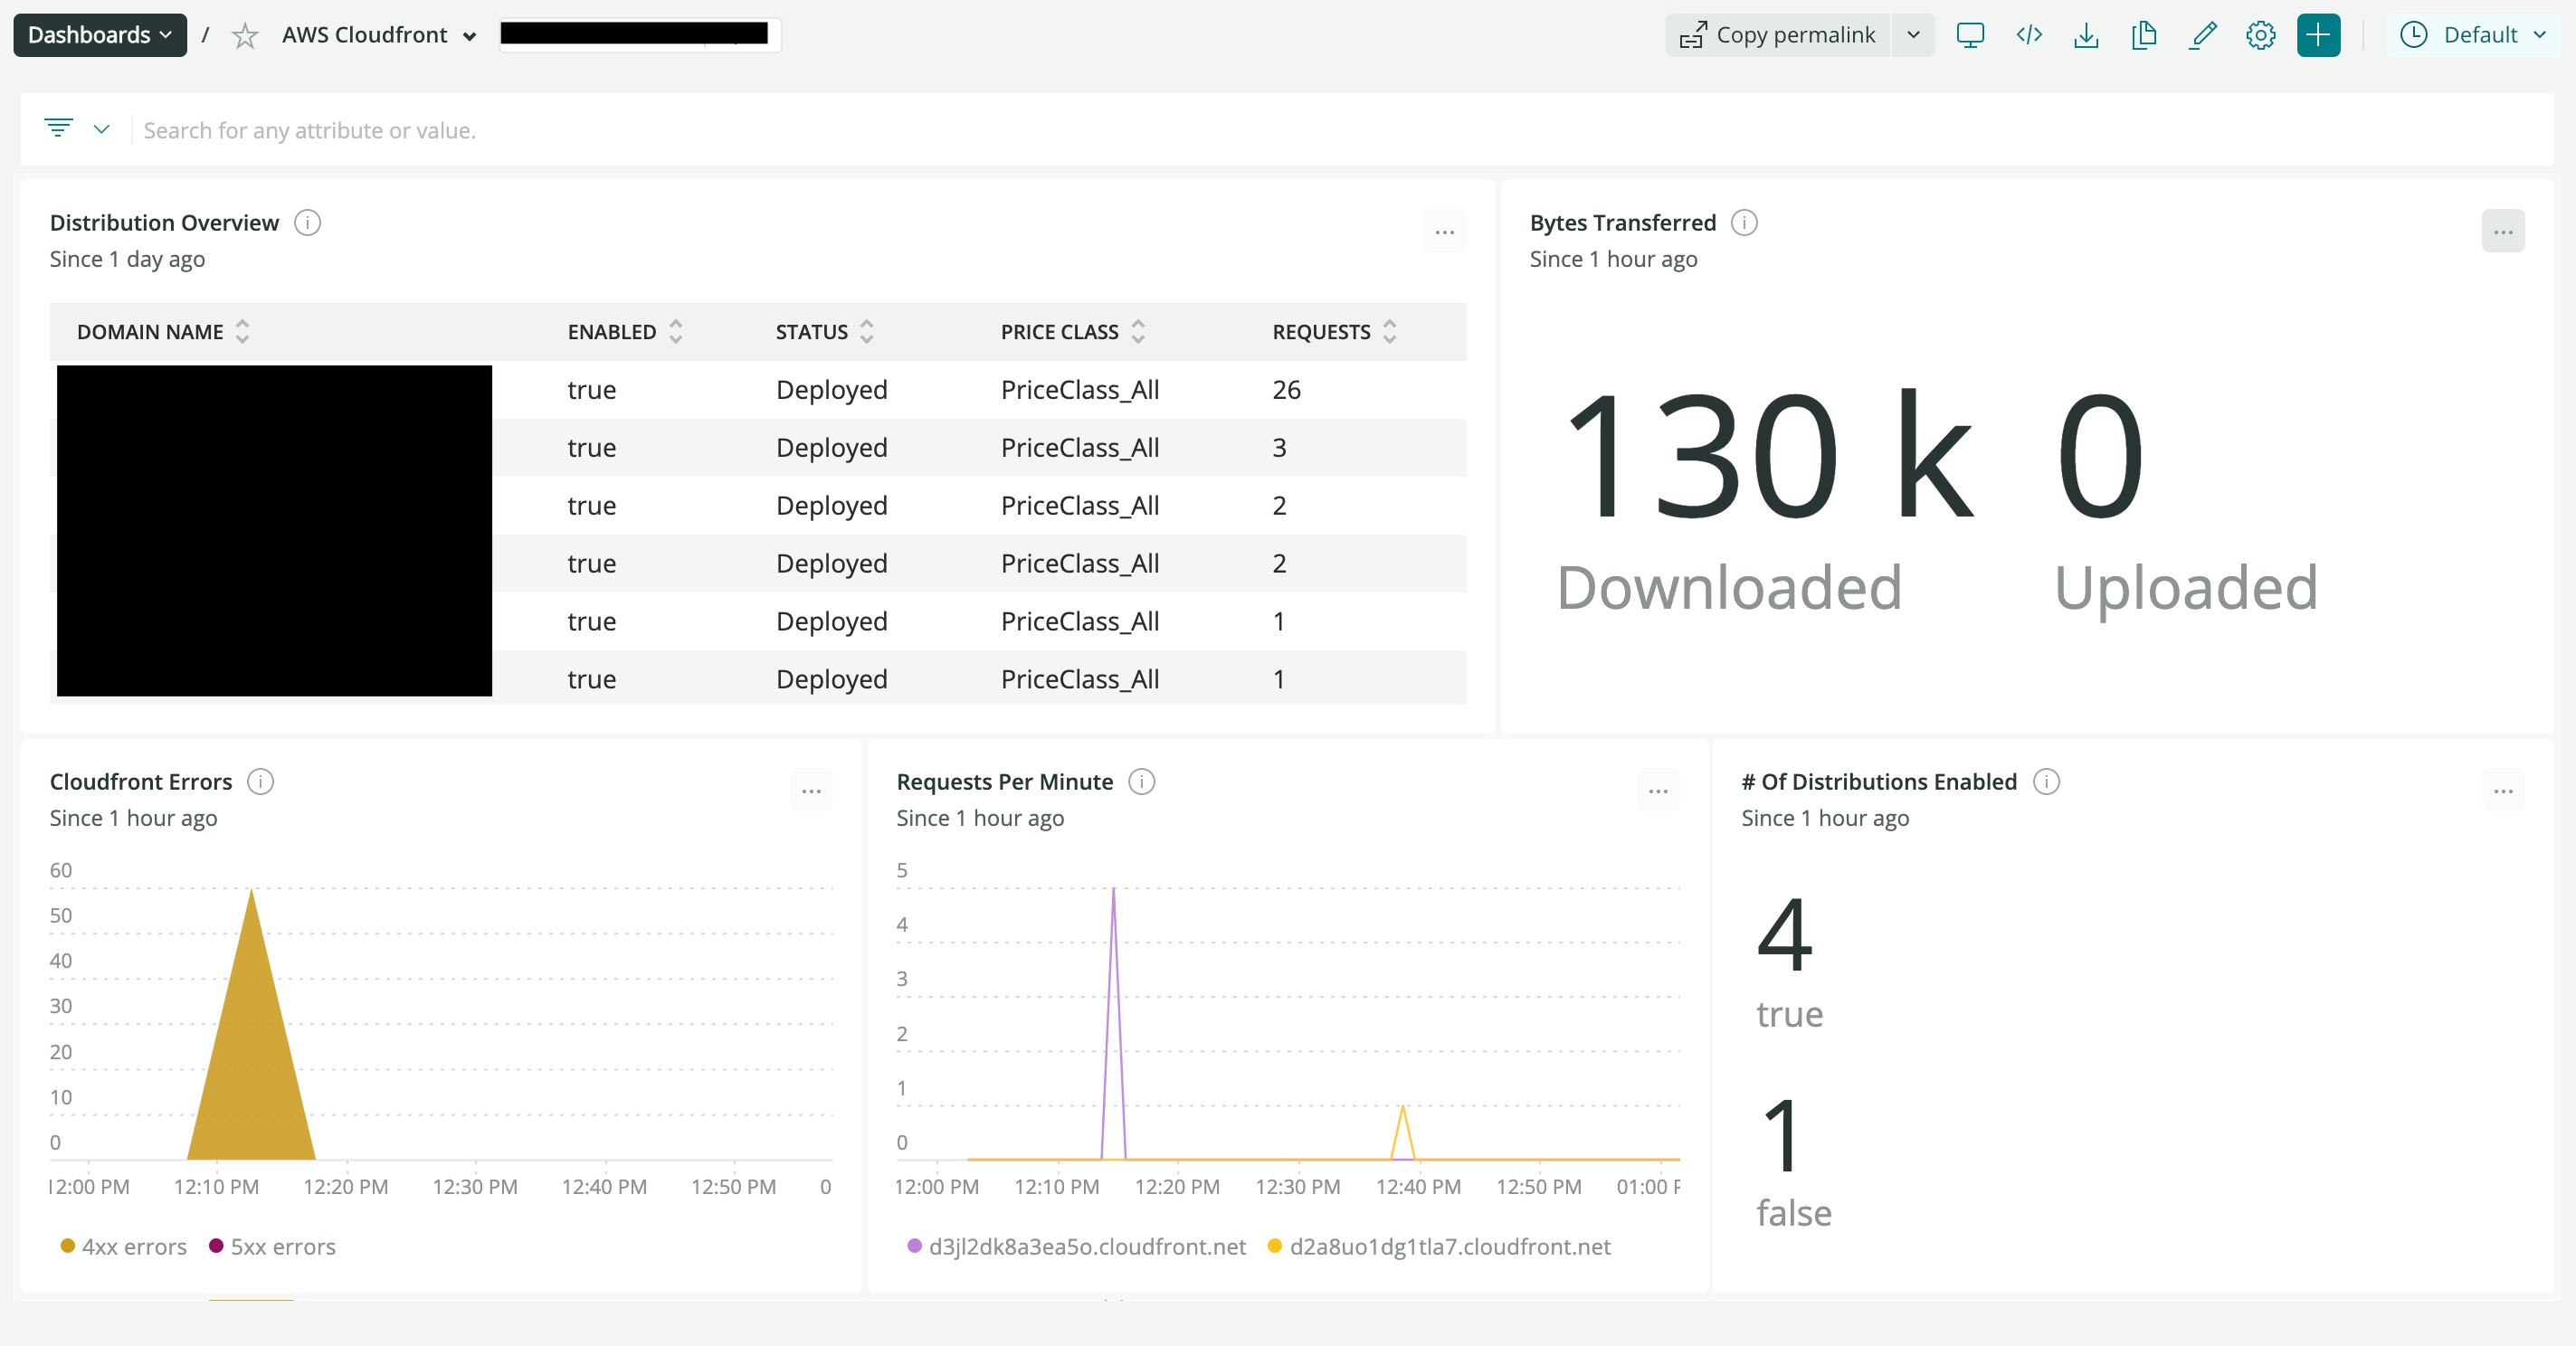 Dashboards / AWS Cloudfront Copy permalink Default
Search for any attribute or value.
Distribution Overview
Since 1 day ago
DOMAIN NAME ENABLED STATUS PRICE CLASS REQUESTS
true Deployed PriceClass_All 26
true Deployed PriceClass_All 3
true Deployed PriceClass_All 2
true Deployed PriceClass_All 2
true Deployed PriceClass_All 1
true Deployed PriceClass_All 1
Bytes Transferred
Since 1 hour ago
130 k 0
Downloaded Uploaded
Cloudfront Errors
Since 1 hour ago
60
50
40
30
20
10
0
12:00 PM 12:10 PM 12:20 PM 12:30 PM 12:40 PM 12:50 PM 0
4xx errors 5xx errors
Requests Per Minute
Since 1 hour ago
5
4
3
2
1
0
12:00 PM 12:10 PM 12:20 PM 12:30 PM 12:40 PM 12:50 PM 01:00
d3jl2dk8a3ea5o.cloudfront.net d2a8uo1dg1tla7.cloudfront.net
# Of Distributions Enabled
Since 1 hour ago
4
true
1
false